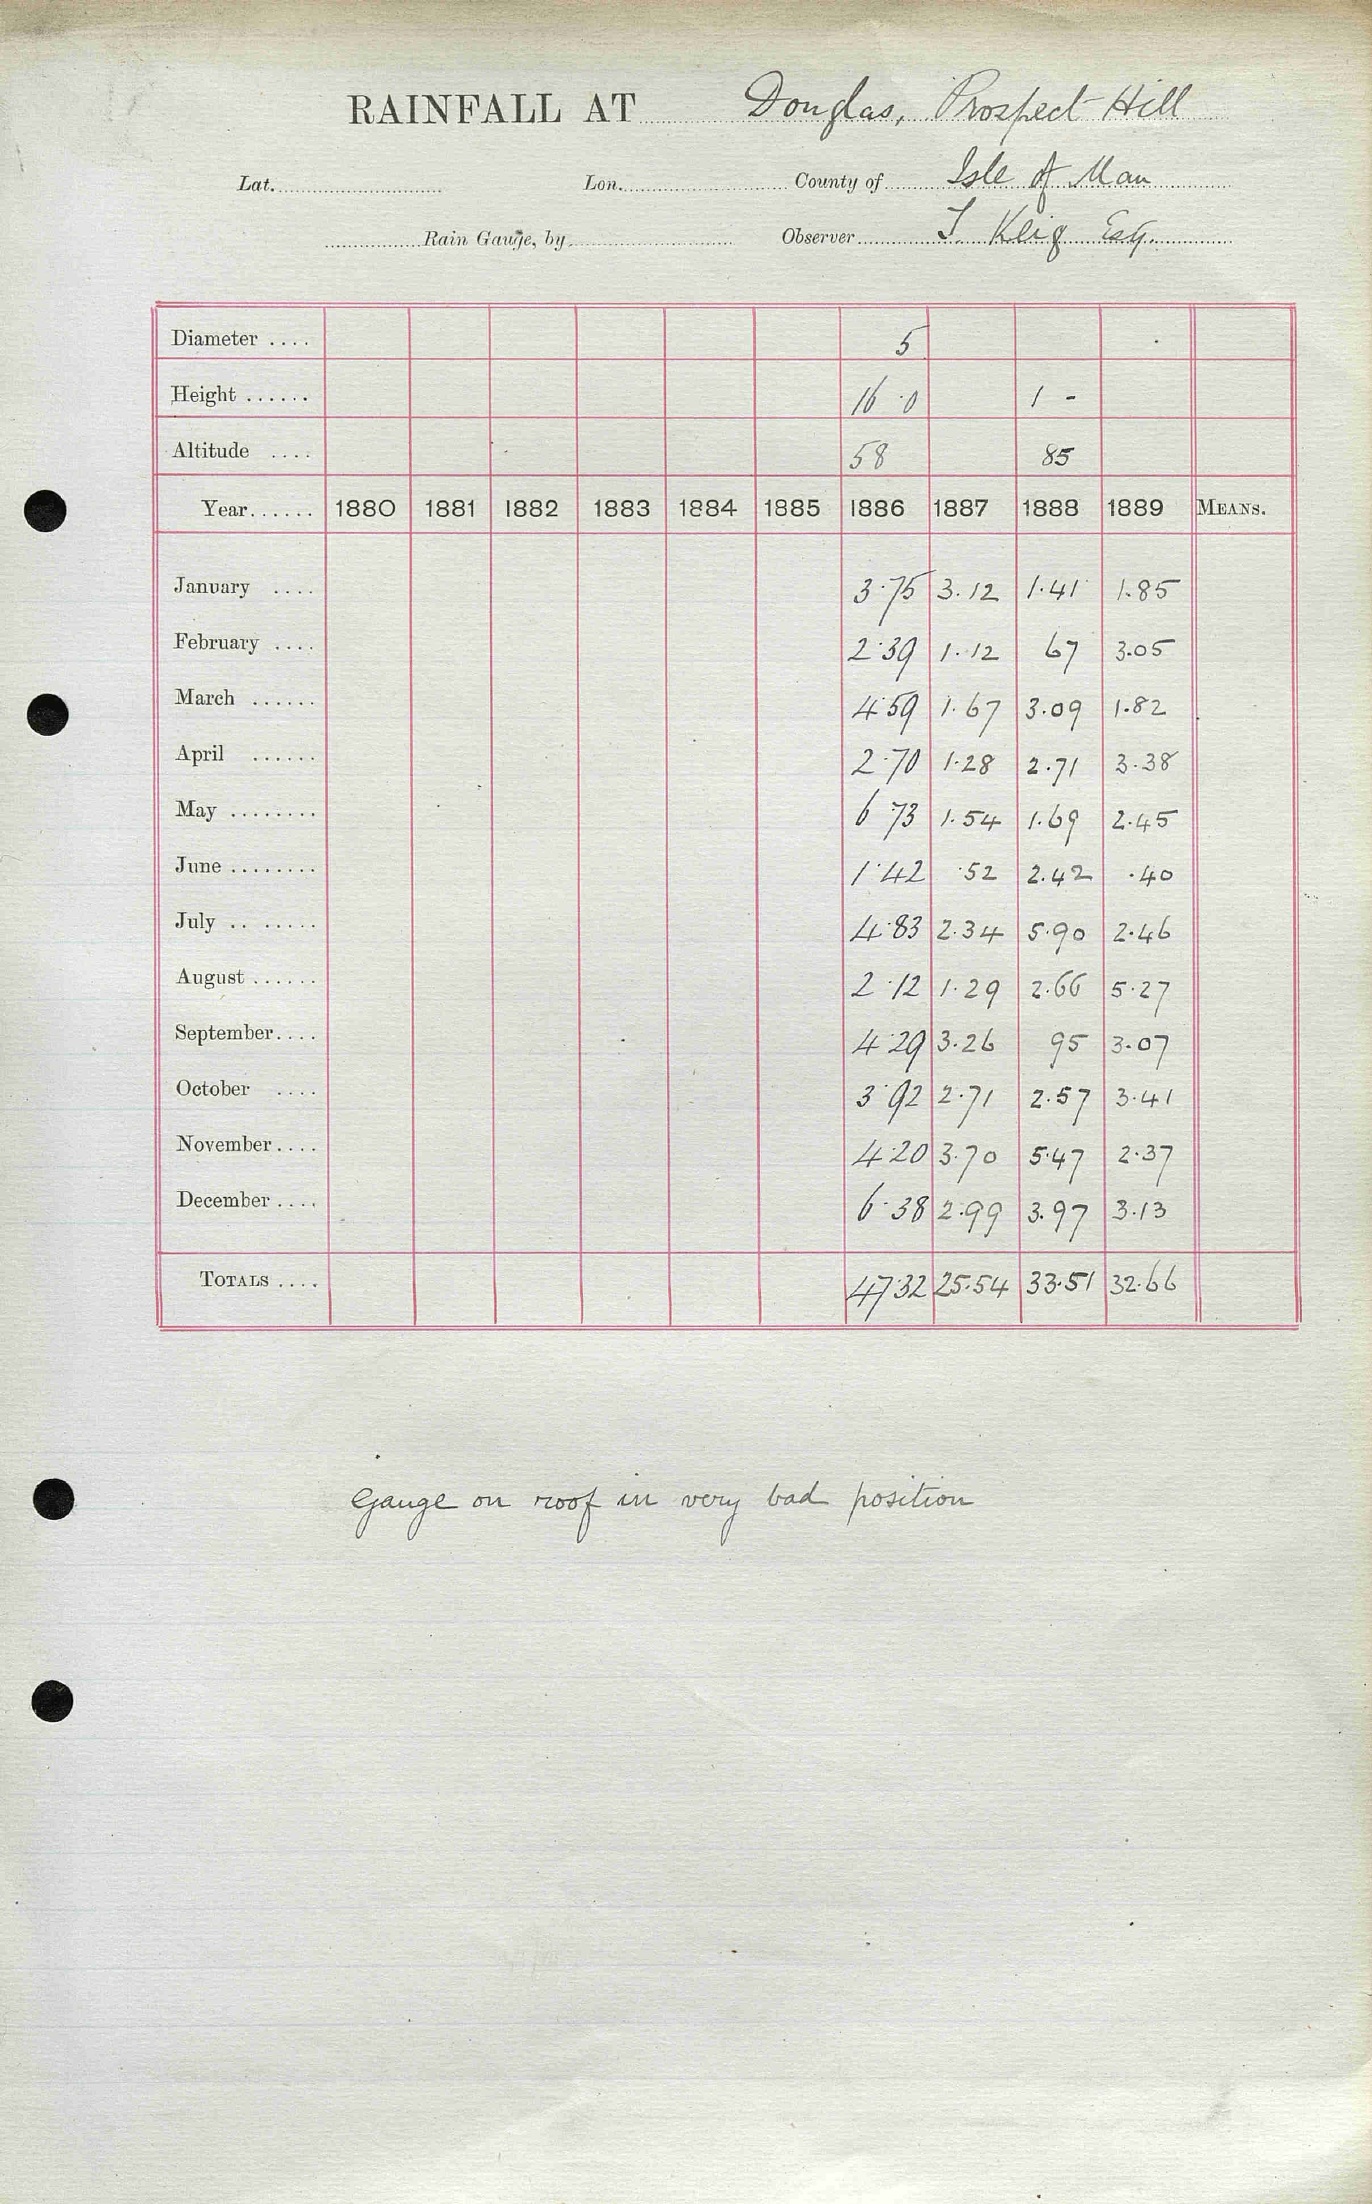 RAINFALL AT Douglas, Prospect Hill
Lat. Lon. County of Isle of Man
Rain Gauge, by Observer T. Keig Esq.
Diameter .... 5
Height ...... 16 0 1 -
Altitude .... 58 85
Year...... 1880 1881 1882 1883 1884 1885 1886 1887 1888 1889 MEANS.
January .... 3.75 3.12 1.41 1.85
February .... 2.39 1.12 67 3.05
March ...... 4.59 1.67 3.09 1.82
April ...... 2.70 1.28 2.71 3.38
May ........ 6 73 1.54 1.69 2.45
June ........ 1.42 .52 2.42 .40
July .. ..... 4.83 2.34 5.90 2.46
August ...... 2.12 1.29 2.66 5.27
September.... 4.29 3.26 95 3.07
October .... 3.92 2.71 2.57 3.41
November.... 4.20 3.70 5.47 2.37
December .... 6.38 2.99 3.97 3.13
TOTALS .... 47.32 25.54 33.51 32.66
Gauge on roof in very bad position